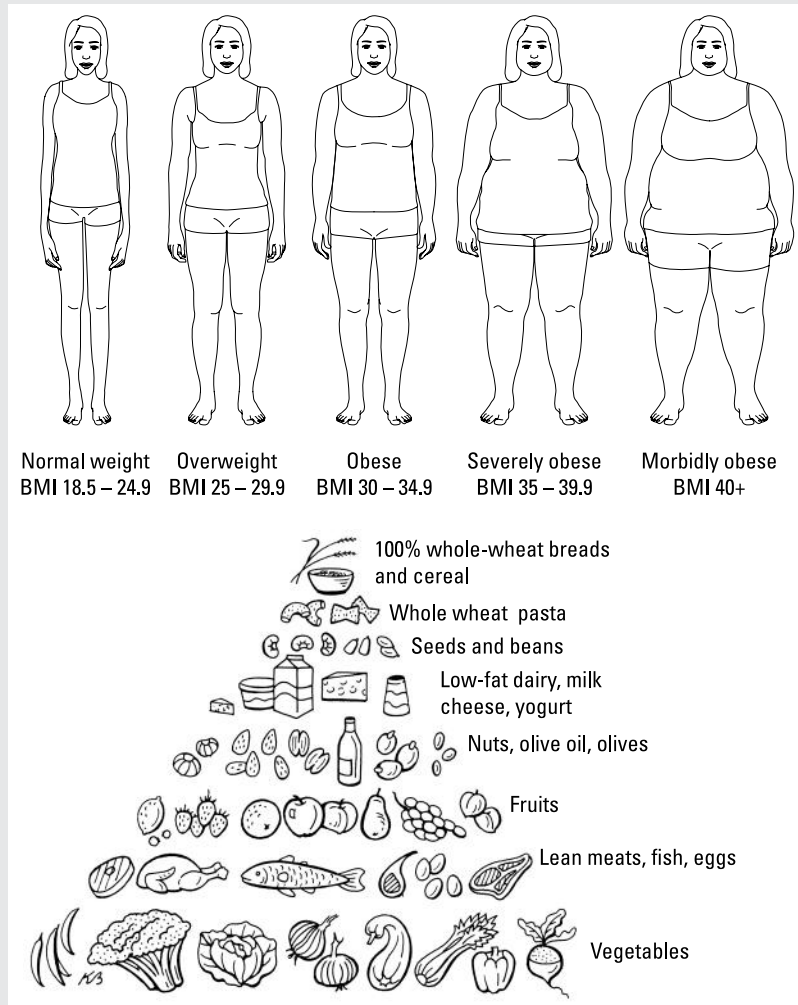 Normal weight
BMI 18.5 – 24.9
Overweight
BMI 25 – 29.9
Obese
BMI 30 – 34.9
Severely obese
BMI 35 – 39.9
Morbidly obese
BMI 40+
100% whole-wheat breads
and cereal
Whole wheat pasta
Seeds and beans
Low-fat dairy, milk
cheese, yogurt
Nuts, olive oil, olives
Fruits
Lean meats, fish, eggs
Vegetables
KB